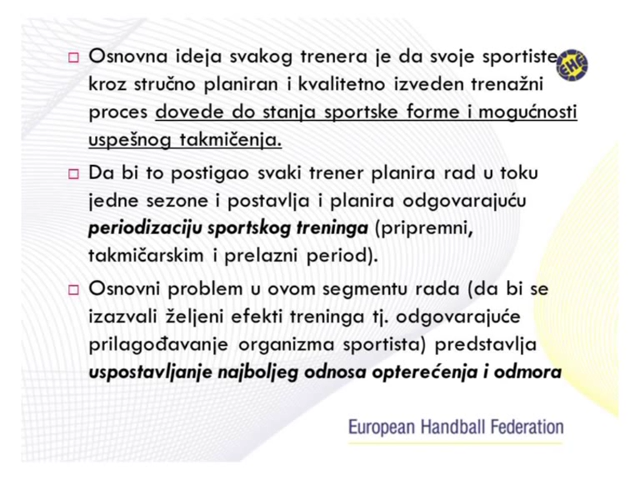 Osnovna ideja svakog trenera je da svoje sportiste
kroz stručno planiran i kvalitetno izveden trenažni
proces dovede do stanja sportske forme i mogućnosti
uspešnog takmičenja.
Da bi to postigao svaki trener planira rad u toku
jedne sezone i postavlja i planira odgovarajuću
periodizaciju sportskog treninga (pripremni,
takmičarskim i prelazni period).
Osnovni problem u ovom segmentu rada (da bi se
izazvali željeni efekti treninga tj. odgovarajuće
prilagođavanje organizma sportista) predstavlja
uspostavljanje najboljeg odnosa opterećenja i odmora
EHF
European Handball Federation